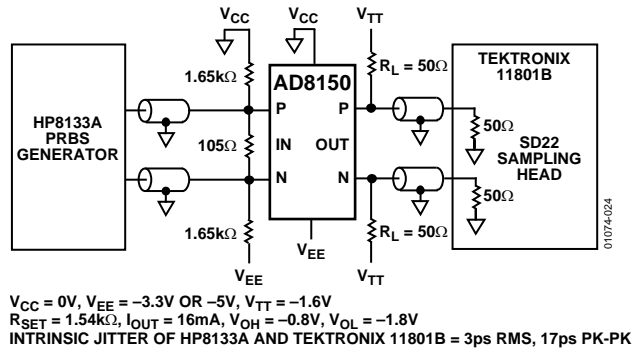 VCC VCC VTT
1.65kΩ
AD8150
RL = 50Ω
TEKTRONIX
11801B
P P
HP8133A
PRBS
GENERATOR
105Ω
IN OUT
50Ω
SD22
SAMPLING
HEAD
N N
50Ω
1.65kΩ
VEE
RL = 50Ω
VEE VTT
01074-024
VCC = 0V, VEE = –3.3V OR –5V, VTT = –1.6V
RSET = 1.54kΩ, IOUT = 16mA, VOH = –0.8V, VOL = –1.8V
INTRINSIC JITTER OF HP8133A AND TEKTRONIX 11801B = 3ps RMS, 17ps PK-PK